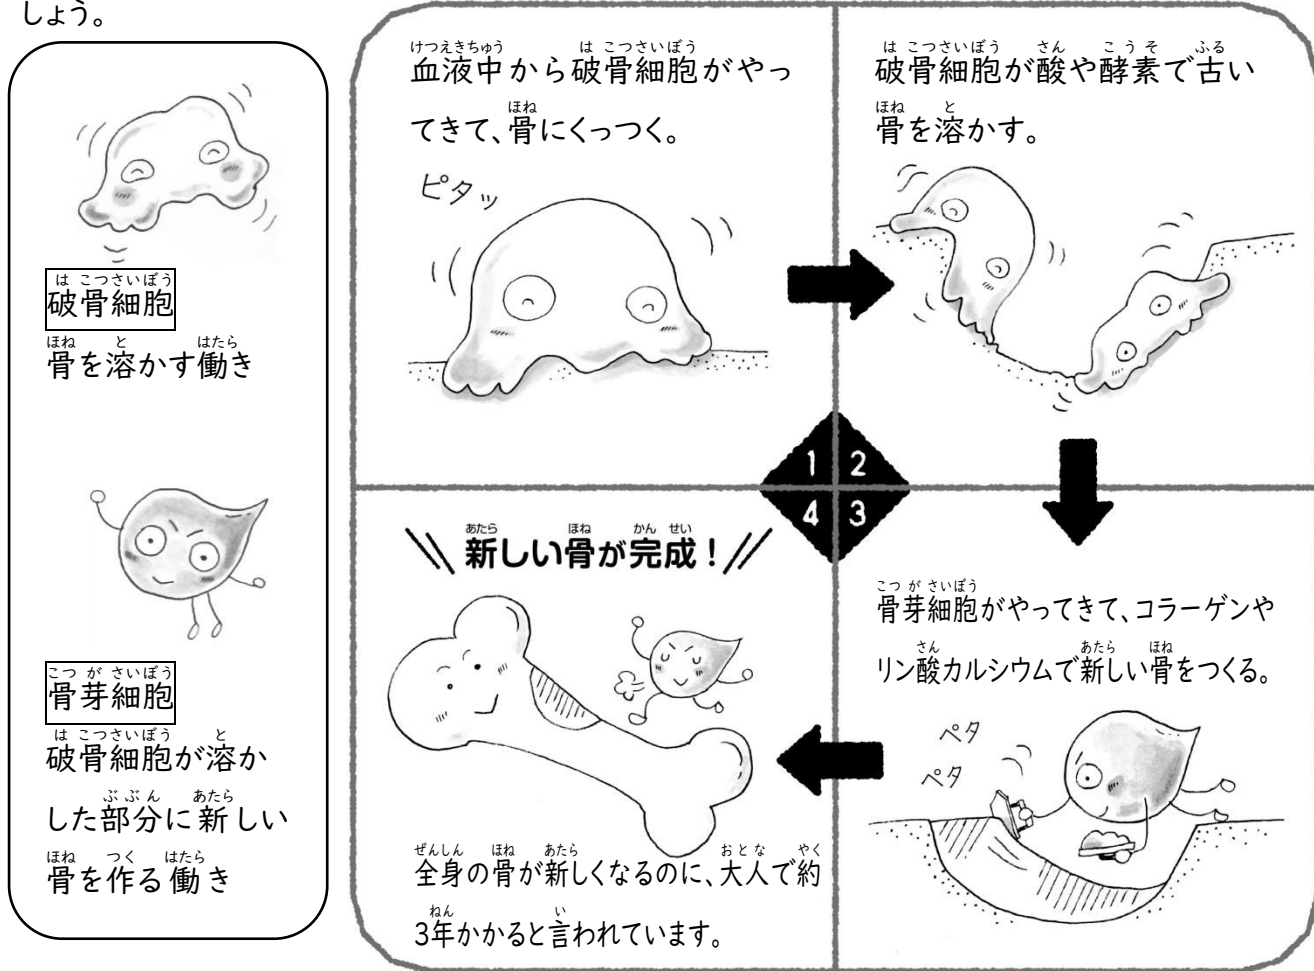 しょう。
破骨細胞
骨を溶かす働き
骨芽細胞
破骨細胞が溶か
した部分に新しい
骨を作る働き
血液中から破骨細胞がやっ
てきて、骨にくっつく。
ピタッ
1
破骨細胞が酸や酵素で古い
骨を溶かす。
2
骨芽細胞がやってきて、コラーゲンや
リン酸カルシウムで新しい骨をつくる。
ペタ
ペタ
3
4
新しい骨が完成！
全身の骨が新しくなるのに、大人で約
3年かかると言われています。